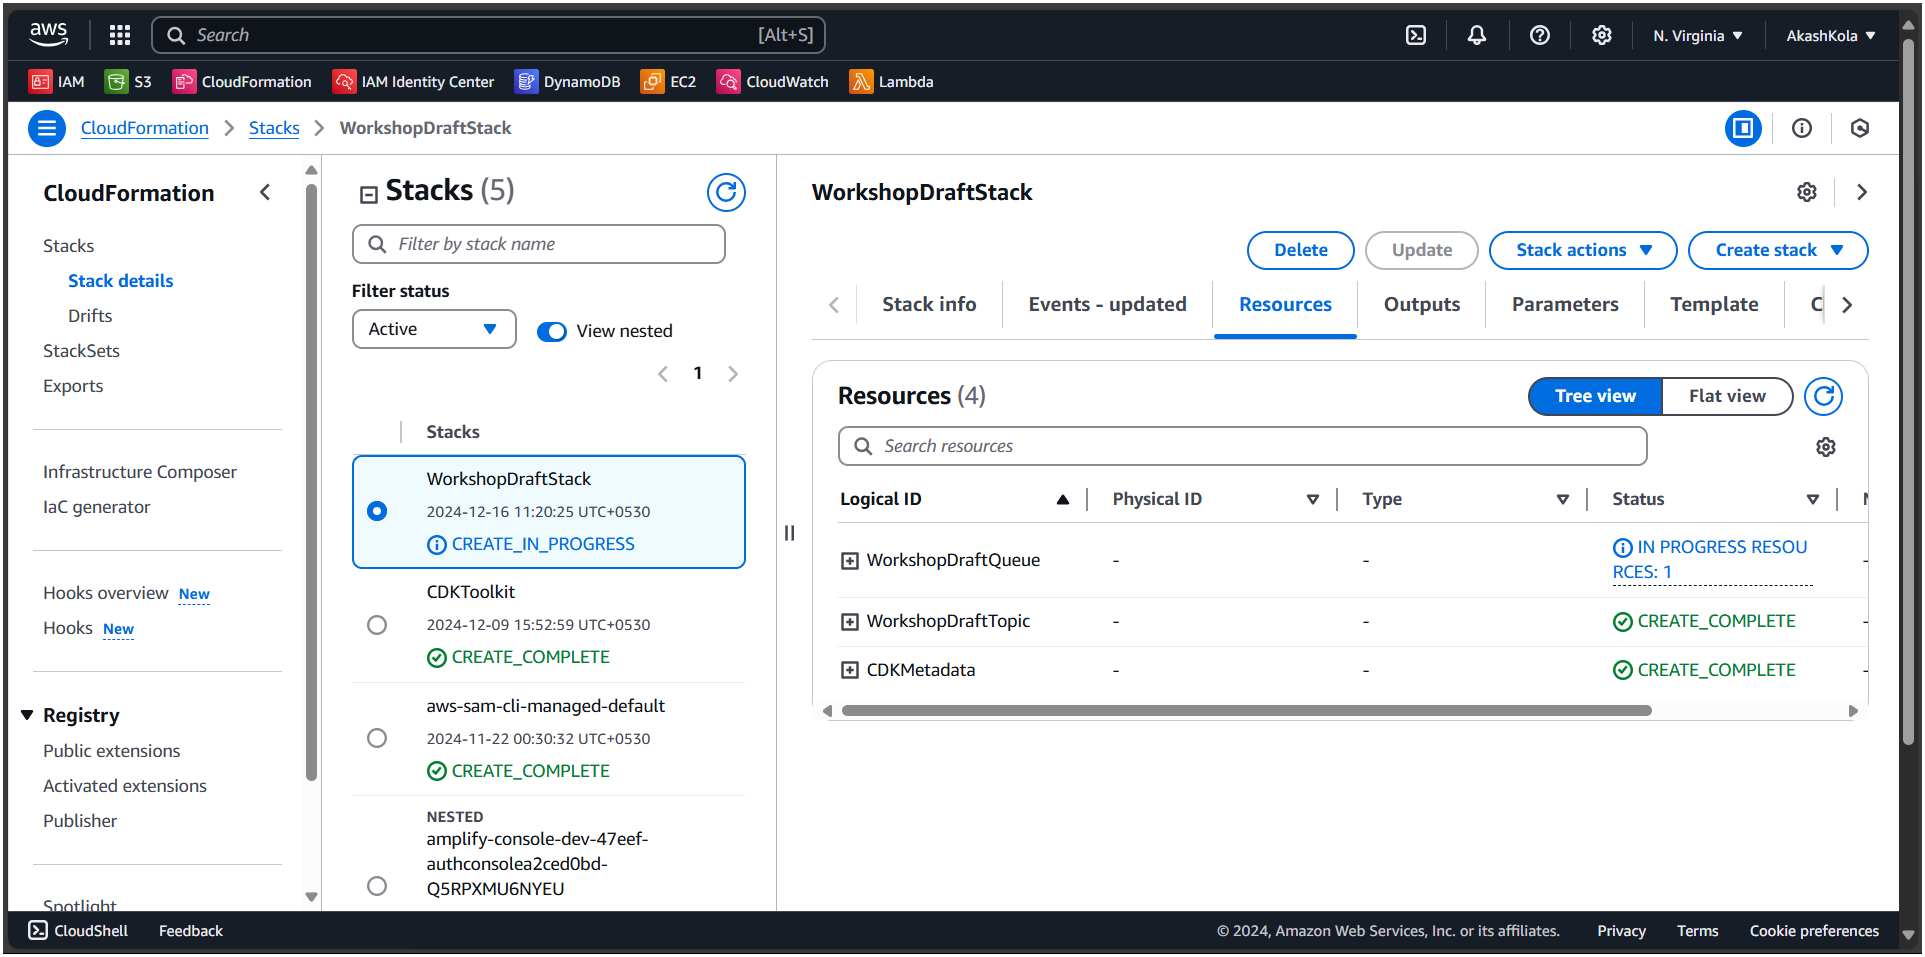 aws
Search [Alt+S]
N. Virginia
AkashKola
IAM
S3
CloudFormation
IAM Identity Center
DynamoDB
EC2
CloudWatch
Lambda
CloudFormation
Stacks
WorkshopDraftStack
CloudFormation
Stacks
Stack details
Drifts
StackSets
Exports
Infrastructure Composer
IaC generator
Hooks overview New
Hooks New
Registry
Public extensions
Activated extensions
Publisher
Spotlight
Stacks (5)
Filter by stack name
Filter status
Active
View nested
1
Stacks
WorkshopDraftStack
2024-12-16 11:20:25 UTC+0530
CREATE_IN_PROGRESS
CDKToolkit
2024-12-09 15:52:59 UTC+0530
CREATE_COMPLETE
aws-sam-cli-managed-default
2024-11-22 00:30:32 UTC+0530
CREATE_COMPLETE
NESTED
amplify-console-dev-47eef-
authconsolea2ced0bd-
Q5RPXMU6NYEU
WorkshopDraftStack
Delete
Update
Stack actions
Create stack
Stack info
Events - updated
Resources
Outputs
Parameters
Template
Resources (4)
Tree view
Flat view
Search resources
Logical ID
Physical ID
Type
Status
WorkshopDraftQueue - - IN PROGRESS RESOU
RCES: 1 -
WorkshopDraftTopic - - CREATE_COMPLETE -
CDKMetadata - - CREATE_COMPLETE -
CloudShell
Feedback
© 2024, Amazon Web Services, Inc. or its affiliates.
Privacy
Terms
Cookie preferences